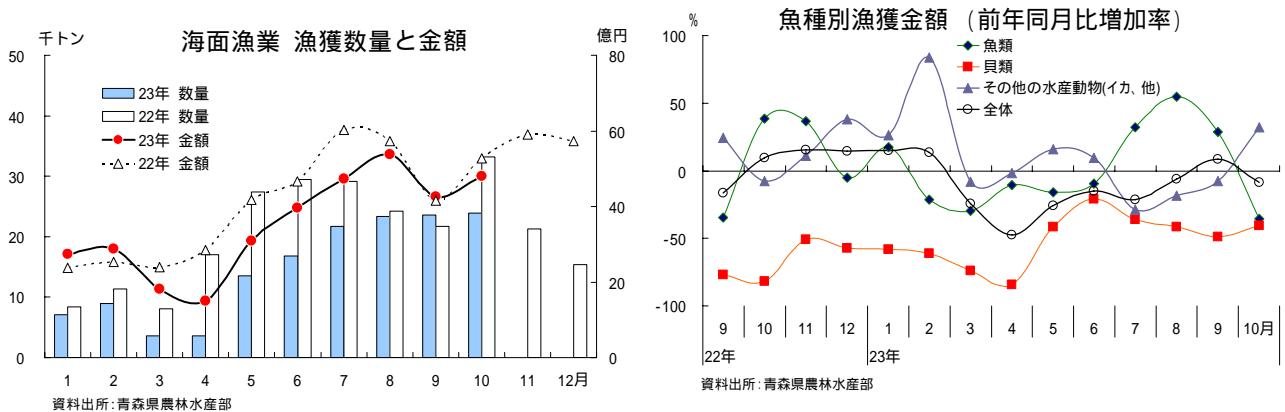 海面漁業 漁獲数量と金額
千トン
億円
50
40
30
20
10
0
80
60
40
20
0
23年 数量
22年 数量
23年 金額
22年 金額
1 2 3 4 5 6 7 8 9 10 11 12月
資料出所:青森県農林水産部
魚種別漁獲金額 (前年同月比増加率)
%
100
50
0
-50
-100
魚類
貝類
その他の水産動物(イカ、他)
全体
9 10 11 12 1 2 3 4 5 6 7 8 9 10月
22年 23年
資料出所:青森県農林水産部